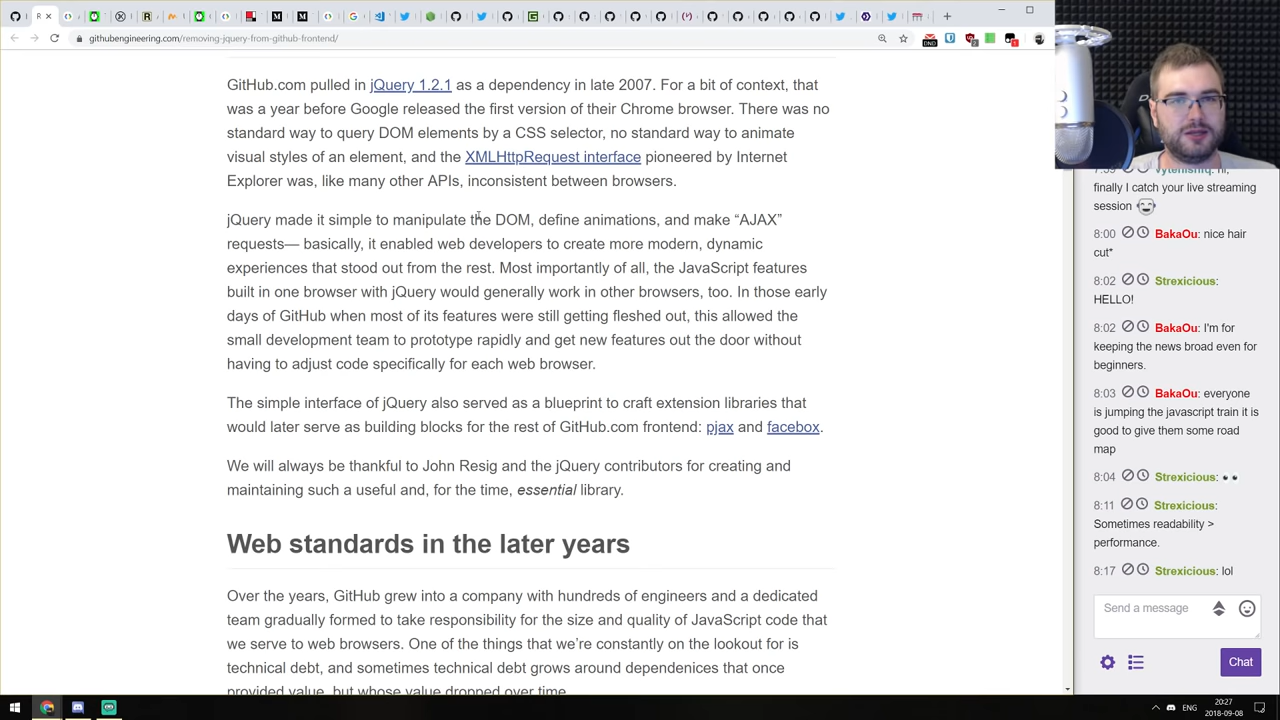 R
githubengineering.com/removing-jquery-from-github-frontend/
DND
2
1
GitHub.com pulled in jQuery 1.2.1 as a dependency in late 2007. For a bit of context, that
was a year before Google released the first version of their Chrome browser. There was no
standard way to query DOM elements by a CSS selector, no standard way to animate
visual styles of an element, and the XMLHttpRequest interface pioneered by Internet
Explorer was, like many other APIs, inconsistent between browsers.
jQuery made it simple to manipulate the DOM, define animations, and make “AJAX”
requests— basically, it enabled web developers to create more modern, dynamic
experiences that stood out from the rest. Most importantly of all, the JavaScript features
built in one browser with jQuery would generally work in other browsers, too. In those early
days of GitHub when most of its features were still getting fleshed out, this allowed the
small development team to prototype rapidly and get new features out the door without
having to adjust code specifically for each web browser.
The simple interface of jQuery also served as a blueprint to craft extension libraries that
would later serve as building blocks for the rest of GitHub.com frontend: pjax and facebox.
We will always be thankful to John Resig and the jQuery contributors for creating and
maintaining such a useful and, for the time, essential library.
Web standards in the later years
Over the years, GitHub grew into a company with hundreds of engineers and a dedicated
team gradually formed to take responsibility for the size and quality of JavaScript code that
we serve to web browsers. One of the things that we’re constantly on the lookout for is
technical debt, and sometimes technical debt grows around dependenices that once
provided value, but whose value dropped over time.
finally I catch your live streaming
session
8:00 BakaOu: nice hair
cut*
8:02 Strexicious:
HELLO!
8:02 BakaOu: I'm for
keeping the news broad even for
beginners.
8:03 BakaOu: everyone
is jumping the javascript train it is
good to give them some road
map
8:04 Strexicious:
8:11 Strexicious:
Sometimes readability >
performance.
8:17 Strexicious: lol
Send a message
Chat
ENG
20:27
2018-09-08